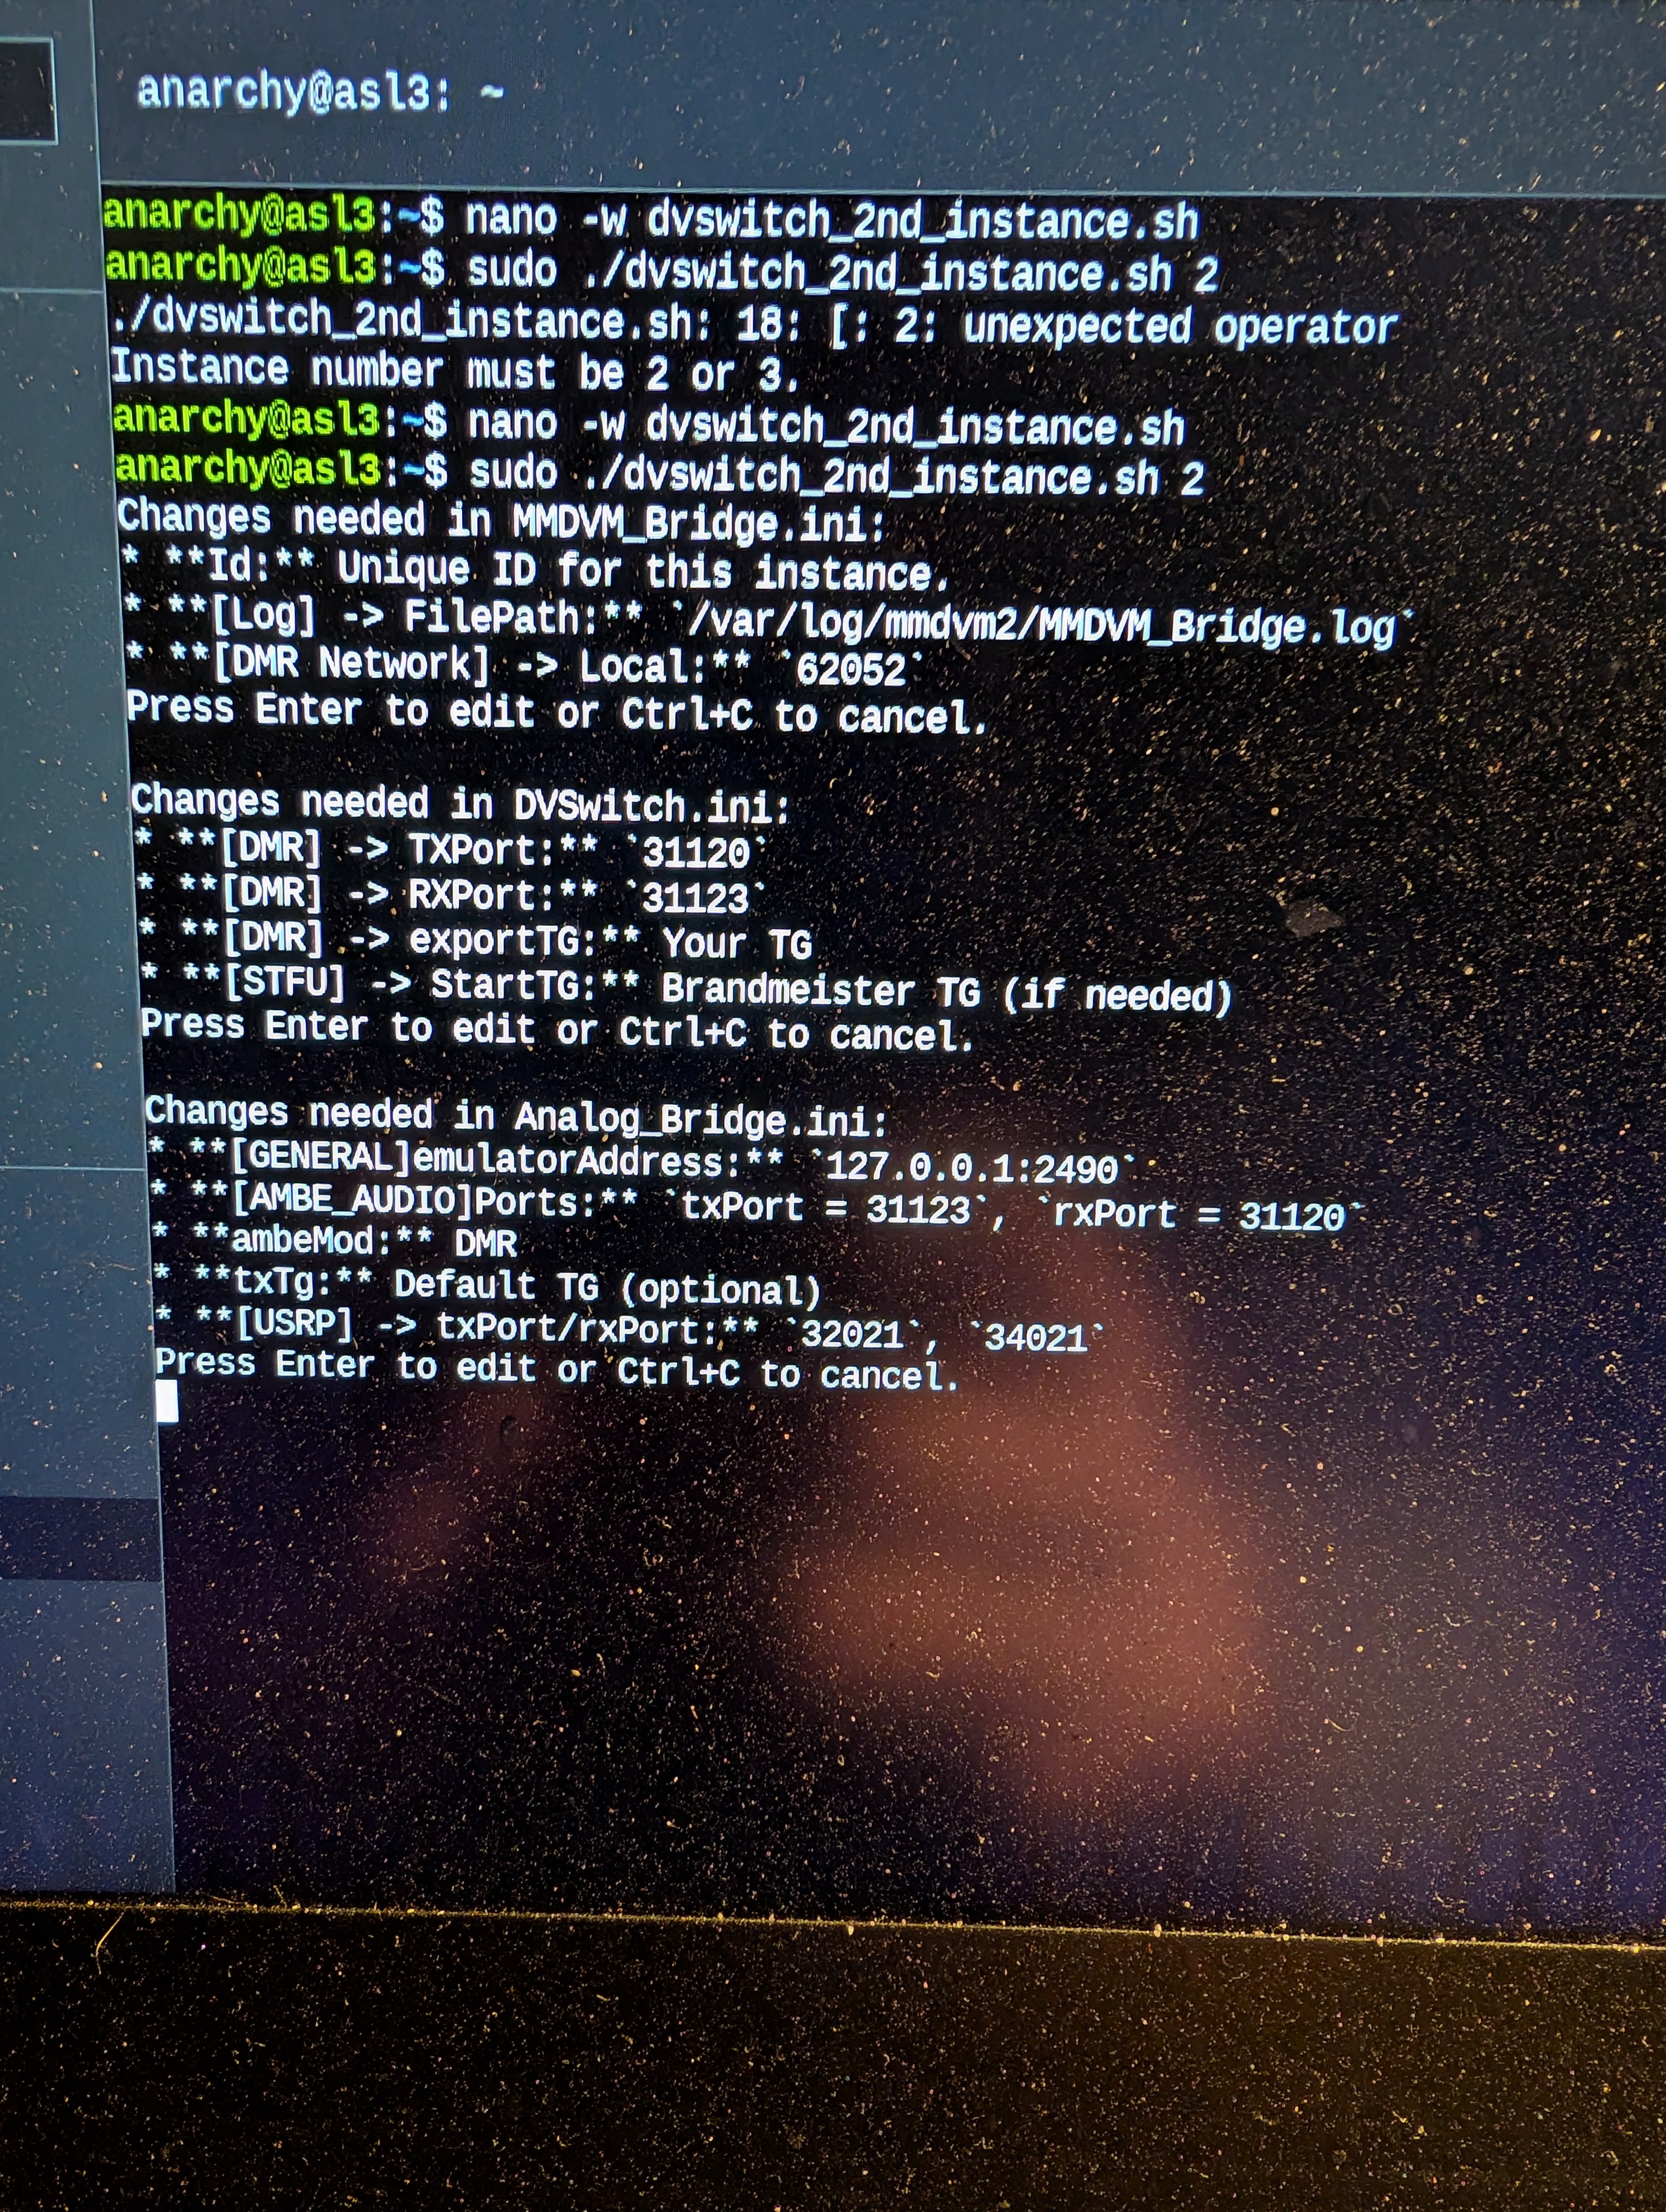 anarchy@asl3: ~
anarchy@asl3:~$ nano -w dvswitch_2nd_instance.sh
anarchy@asl3:~$ sudo ./dvswitch_2nd_instance.sh 2
./dvswitch_2nd_instance.sh: 18: [: 2: unexpected operator
Instance number must be 2 or 3.
anarchy@asl3:~$ nano -w dvswitch_2nd_instance.sh
anarchy@asl3:~$ sudo ./dvswitch_2nd_instance.sh 2
Changes needed in MMDVM_Bridge.ini:
* **Id:** Unique ID for this instance.
* **[Log] -> FilePath:** `/var/log/mmdvm2/MMDVM_Bridge.log`
* **[DMR Network] -> Local:** `62052`
Press Enter to edit or Ctrl+C to cancel.
Changes needed in DVSwitch.ini:
* **[DMR] -> TXPort:** `31120`
* **[DMR] -> RXPort:** `31123`
* **[DMR] -> exportTG:** Your TG
* **[STFU] -> StartTG:** Brandmeister TG (if needed)
Press Enter to edit or Ctrl+C to cancel.
Changes needed in Analog_Bridge.ini:
* **[GENERAL]emulatorAddress:** `127.0.0.1:2490`
* **[AMBE_AUDIO]Ports:** `txPort = 31123`, `rxPort = 31120`
* **ambeMod:** DMR
* **txTg:** Default TG (optional)
* **[USRP] -> txPort/rxPort:** `32021`, `34021`
Press Enter to edit or Ctrl+C to cancel.